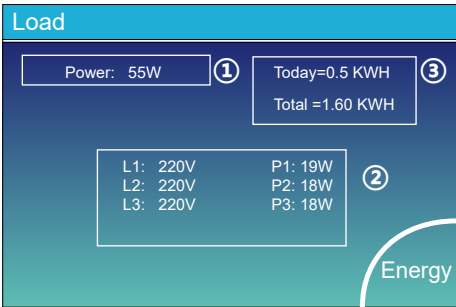 Load
Power: 55W ①
Today=0.5 KWH ③
Total =1.60 KWH
L1: 220V P1: 19W
L2: 220V P2: 18W ②
L3: 220V P3: 18W
Energy